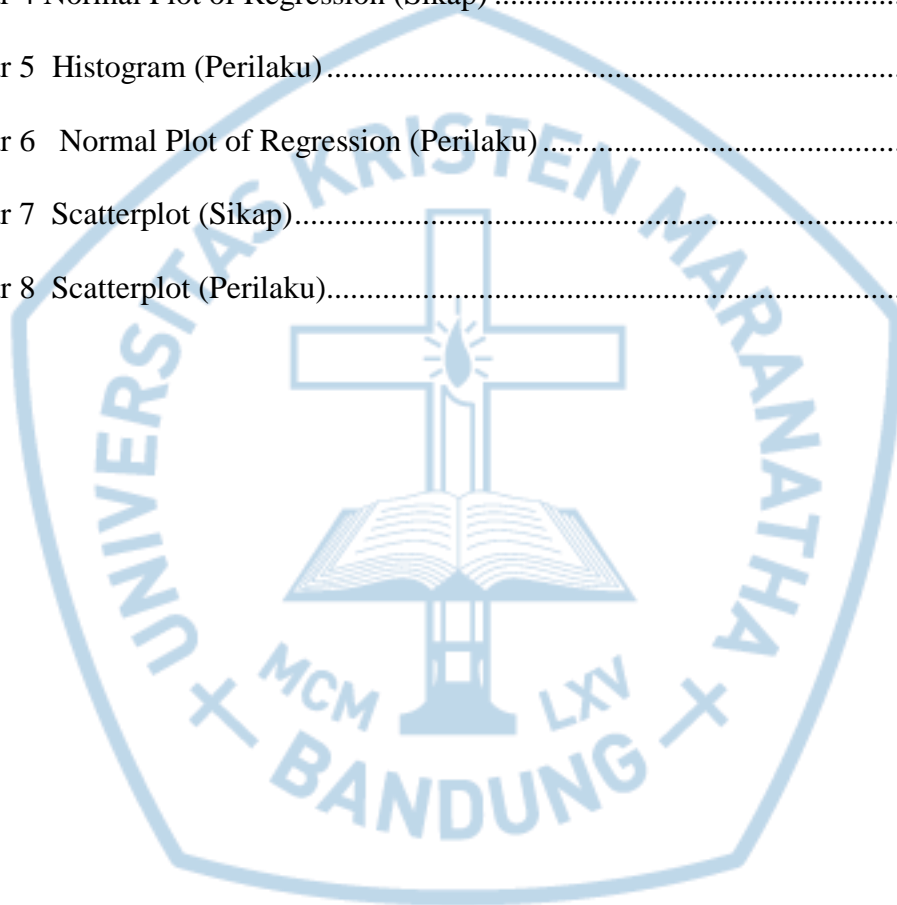 r 4 Normal Plot of Regression (Sikap) ...................................................
r 5 Histogram (Perilaku) .........................................................................
r 6 Normal Plot of Regression (Perilaku) .............................................
r 7 Scatterplot (Sikap).............................................................................
r 8 Scatterplot (Perilaku).........................................................................
UNIVERSITAS KRISTEN MARANATHA
MCM LXV
BANDUNG